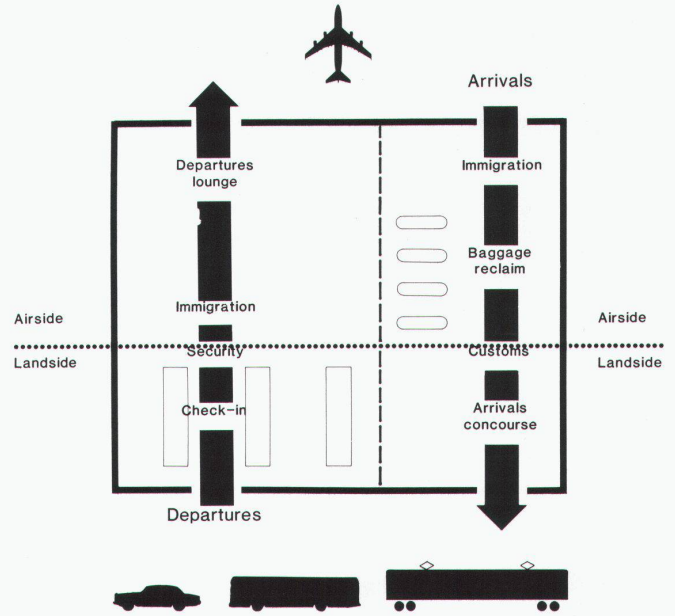 Arrivals
Departures
lounge
Immigration
Baggage
reclaim
Immigration
Airside
Airside
Security
Customs
Landside
Landside
Check-in
Arrivals
concourse
Departures